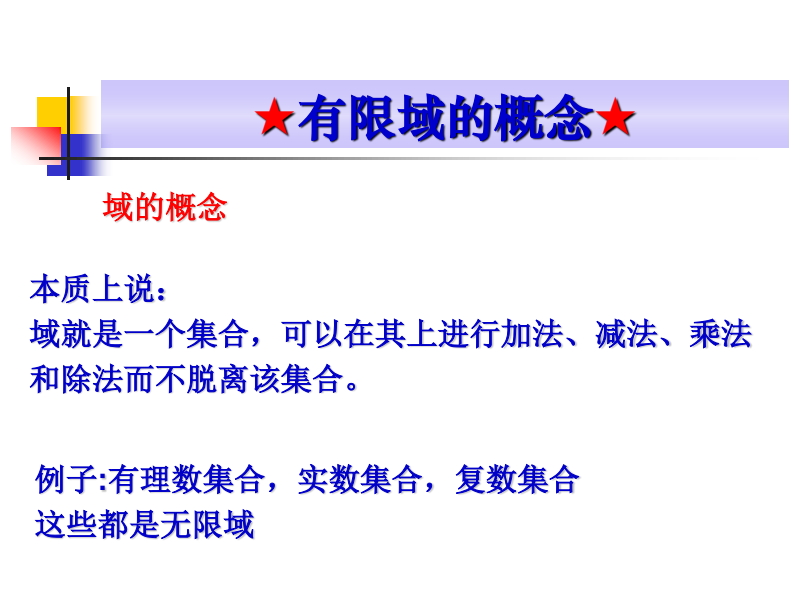 ★有限域的概念★
域的概念
本质上说：
域就是一个集合，可以在其上进行加法、减法、乘法
和除法而不脱离该集合。
例子:有理数集合，实数集合，复数集合
这些都是无限域